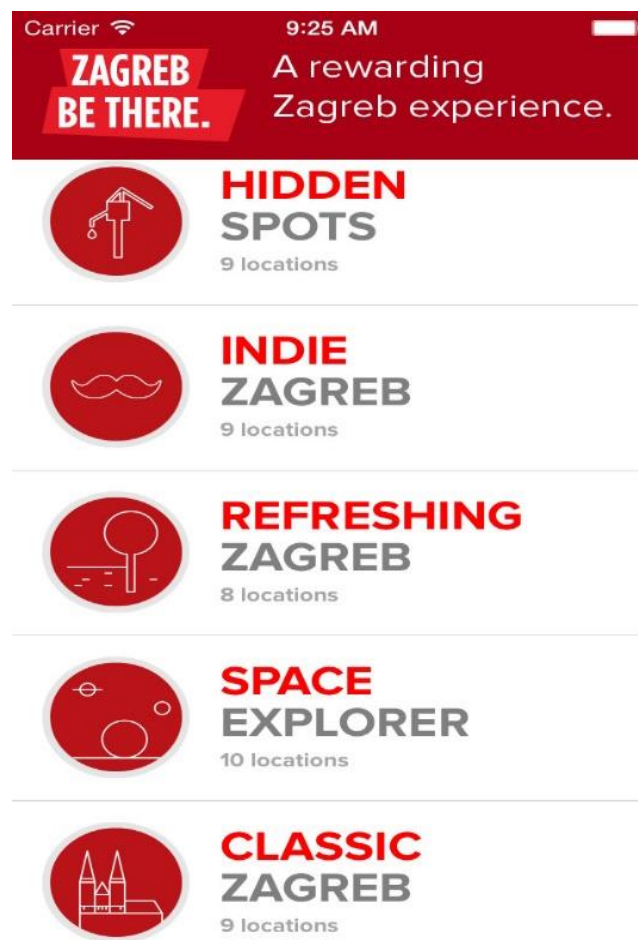 Carrier 9:25 AM
ZAGREB
BE THERE.
A rewarding
Zagreb experience.
HIDDEN
SPOTS
9 locations
INDIE
ZAGREB
9 locations
REFRESHING
ZAGREB
8 locations
SPACE
EXPLORER
10 locations
CLASSIC
ZAGREB
9 locations